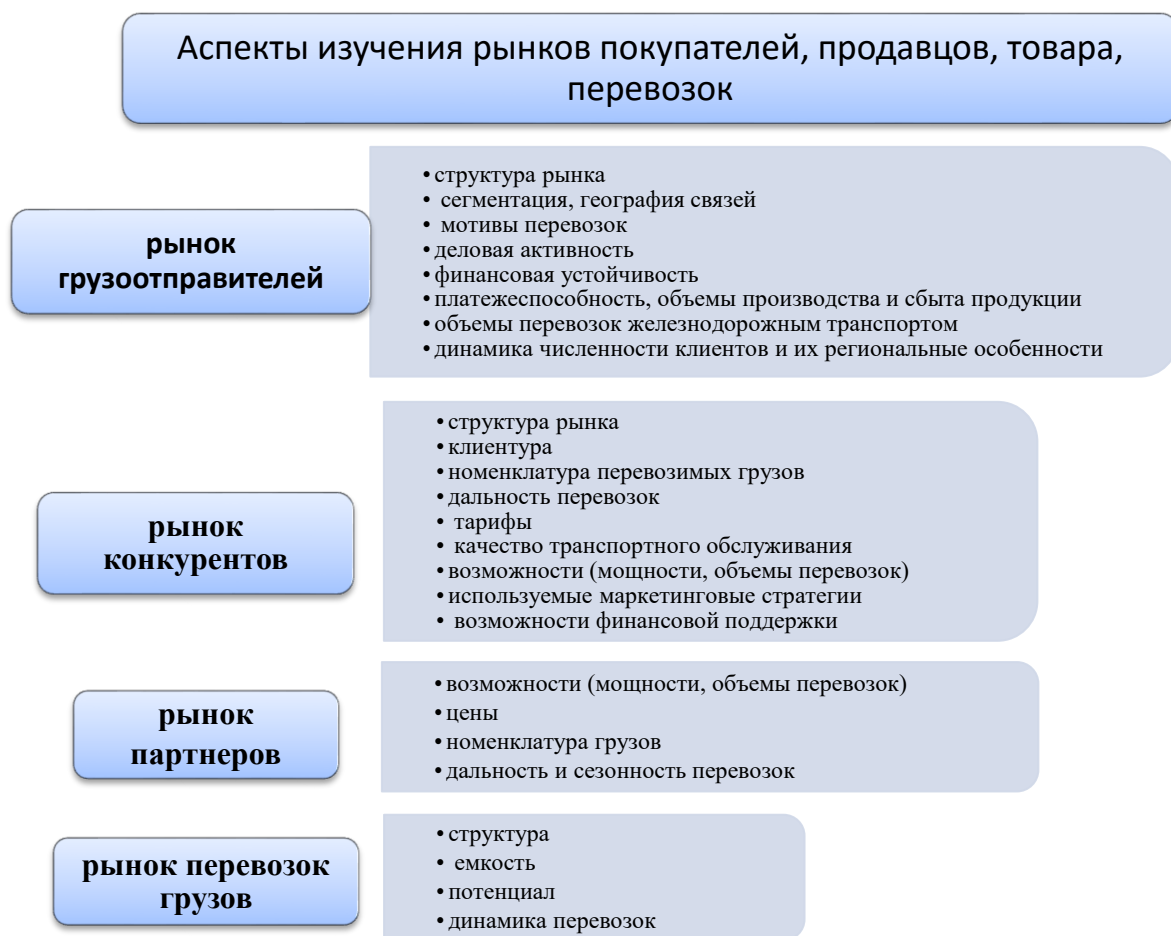 Аспекты изучения рынков покупателей, продавцов, товара,
перевозок
рынок
грузоотправителей
• структура рынка
• сегментация, география связей
• мотивы перевозок
• деловая активность
• финансовая устойчивость
• платежеспособность, объемы производства и сбыта продукции
• объемы перевозок железнодорожным транспортом
• динамика численности клиентов и их региональные особенности
рынок
конкурентов
• структура рынка
• клиентура
• номенклатура перевозимых грузов
• дальность перевозок
• тарифы
• качество транспортного обслуживания
• возможности (мощности, объемы перевозок)
• используемые маркетинговые стратегии
• возможности финансовой поддержки
рынок
партнеров
• возможности (мощности, объемы перевозок)
• цены
• номенклатура грузов
• дальность и сезонность перевозок
рынок перевозок
грузов
• структура
• емкость
• потенциал
• динамика перевозок